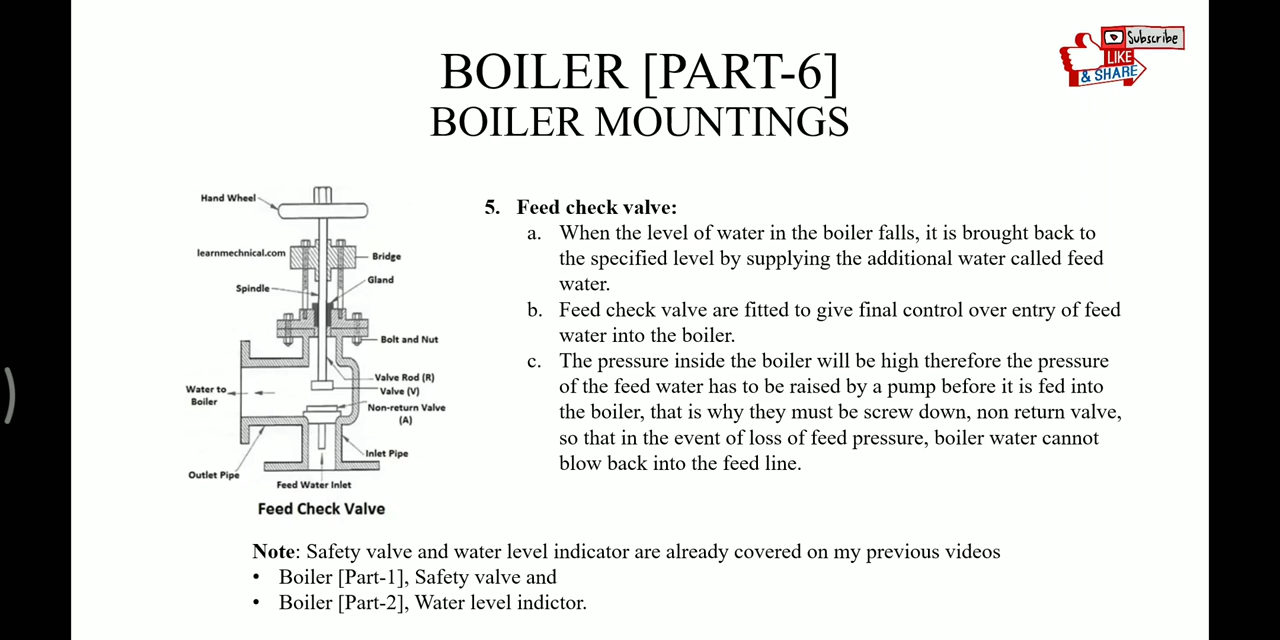 Subscribe
LIKE
& SHARE
BOILER [PART-6]
BOILER MOUNTINGS
Hand Wheel
learnmechnical.com
Bridge
Gland
Spindle
Bolt and Nut
Valve Rod (R)
Water to
Boiler
Valve (V)
Non-return Valve
(A)
Inlet Pipe
Outlet Pipe
Feed Water Inlet
Feed Check Valve
5. Feed check valve:
a. When the level of water in the boiler falls, it is brought back to
the specified level by supplying the additional water called feed
water.
b. Feed check valve are fitted to give final control over entry of feed
water into the boiler.
c. The pressure inside the boiler will be high therefore the pressure
of the feed water has to be raised by a pump before it is fed into
the boiler, that is why they must be screw down, non return valve,
so that in the event of loss of feed pressure, boiler water cannot
blow back into the feed line.
Note: Safety valve and water level indicator are already covered on my previous videos
• Boiler [Part-1], Safety valve and
• Boiler [Part-2], Water level indictor.